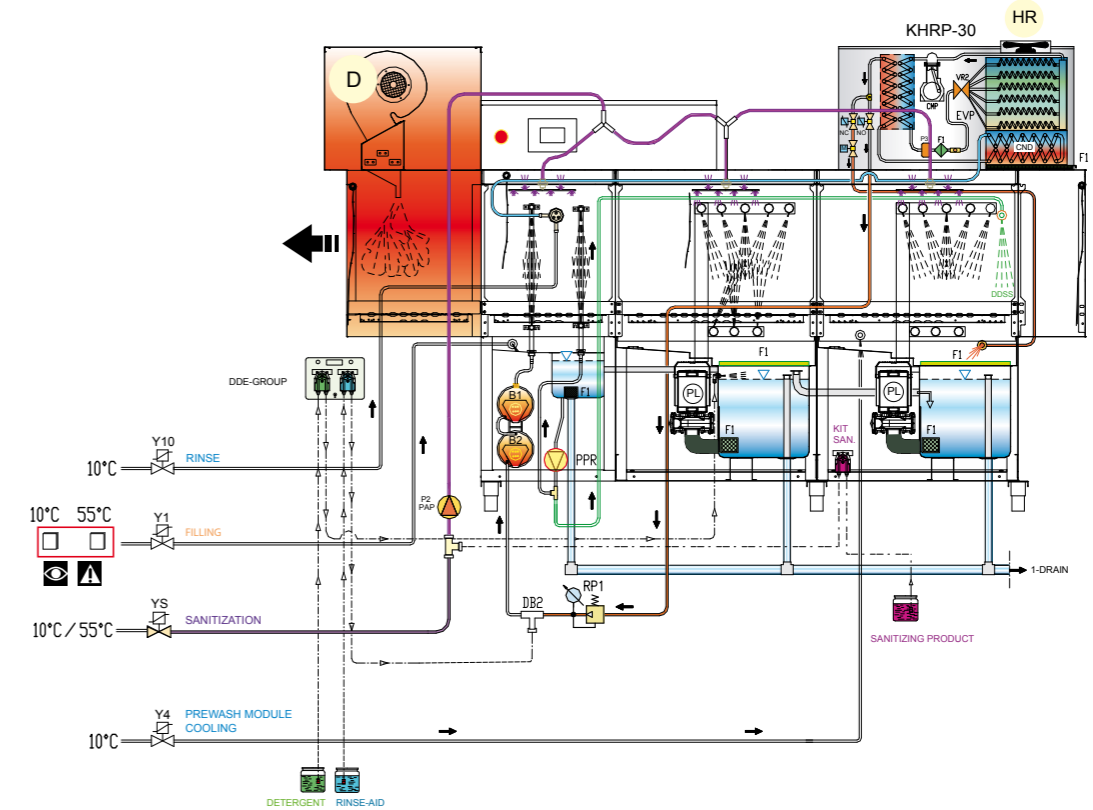 HR
KHRP-30
D
VR2
CMP
EVP
NC
NO
P3
F1
CND
F1
DDSS
F1
F1
DDE-GROUP
B1
F1
PL
PL
B2
KIT
SAN.
F1
F1
Y10
RINSE
10°C
PPR
P2
PAP
10°C 55°C
Y1
FILLING
1-DRAIN
RP1
DB2
YS
SANITIZATION
10°C/55°C
SANITIZING PRODUCT
Y4
PREWASH MODULE
COOLING
10°C
DETERGENT
RINSE-AID